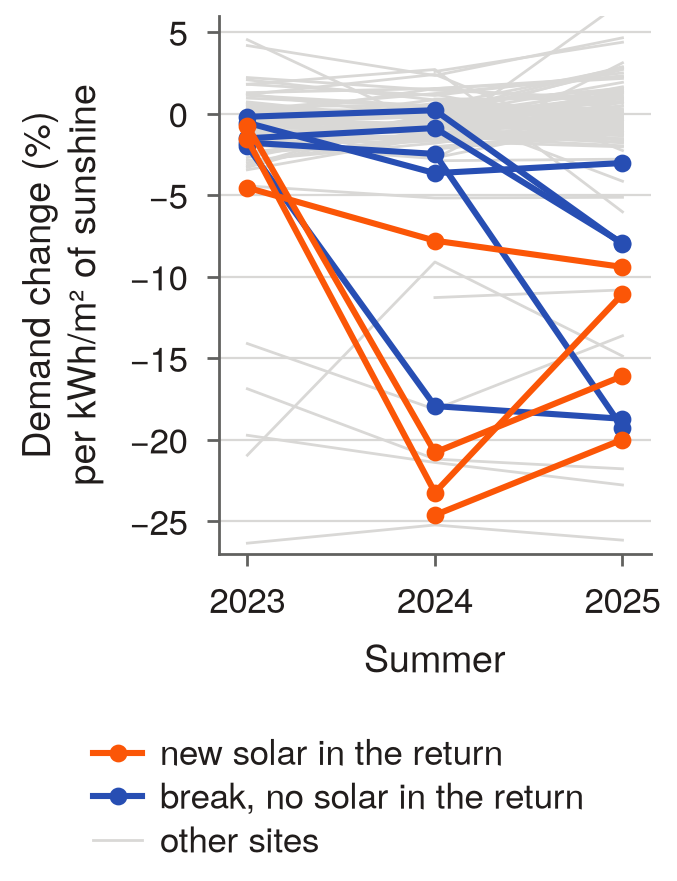 Demand change (%)
per kWh/m² of sunshine
5
0
−5
−10
−15
−20
−25
2023
2024
2025
Summer
new solar in the return
break, no solar in the return
other sites